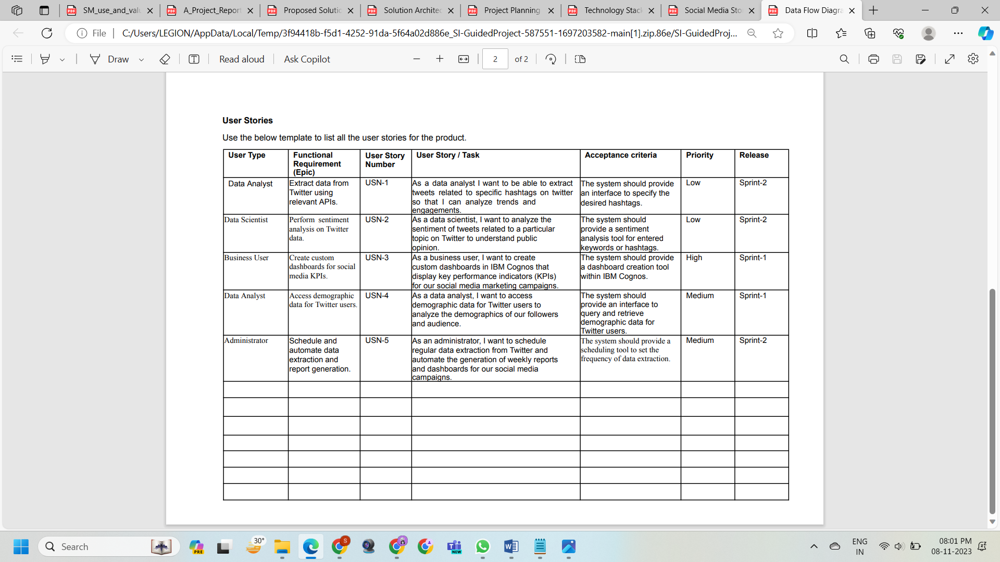 SM_use_and_valu
A_Project_Report
Proposed Solutio
Solution Architec
Project Planning
Technology Stack
Social Media Sto
Data Flow Diagra
File
C:/Users/LEGION/AppData/Local/Temp/3f94418b-f5d1-4252-91da-5f64a02d886e_SI-GuidedProject-587551-1697203582-main[1].zip.86e/SI-GuidedProj...
Draw
Read aloud
Ask Copilot
2
of 2
User Stories
Use the below template to list all the user stories for the product.
User Type
Functional
Requirement
(Epic)
User Story
Number
User Story / Task
Acceptance criteria
Priority
Release
Data Analyst
Extract data from
Twitter using
relevant APIs.
USN-1
As a data analyst I want to be able to extract
tweets related to specific hashtags on twitter
so that I can analyze trends and
engagements.
The system should provide
an interface to specify the
desired hashtags.
Low
Sprint-2
Data Scientist
Perform sentiment
analysis on Twitter
data.
USN-2
As a data scientist, I want to analyze the
sentiment of tweets related to a particular
topic on Twitter to understand public
opinion.
The system should
provide a sentiment
analysis tool for entered
keywords or hashtags.
Low
Sprint-2
Business User
Create custom
dashboards for social
media KPIs.
USN-3
As a business user, I want to create
custom dashboards in IBM Cognos that
display key performance indicators (KPIs)
for our social media marketing campaigns.
The system should provide
a dashboard creation tool
within IBM Cognos.
High
Sprint-1
Data Analyst
Access demographic
data for Twitter users.
USN-4
As a data analyst, I want to access
demographic data for Twitter users to
analyze the demographics of our followers
and audience.
The system should
provide an interface to
query and retrieve
demographic data for
Twitter users.
Medium
Sprint-1
Administrator
Schedule and
automate data
extraction and
report generation.
USN-5
As an administrator, I want to schedule
regular data extraction from Twitter and
automate the generation of weekly reports
and dashboards for our social media
campaigns.
The system should provide a
scheduling tool to set the
frequency of data extraction.
Medium
Sprint-2
Search
PRE
30°
S
NEW
ENG
IN
08:01 PM
08-11-2023